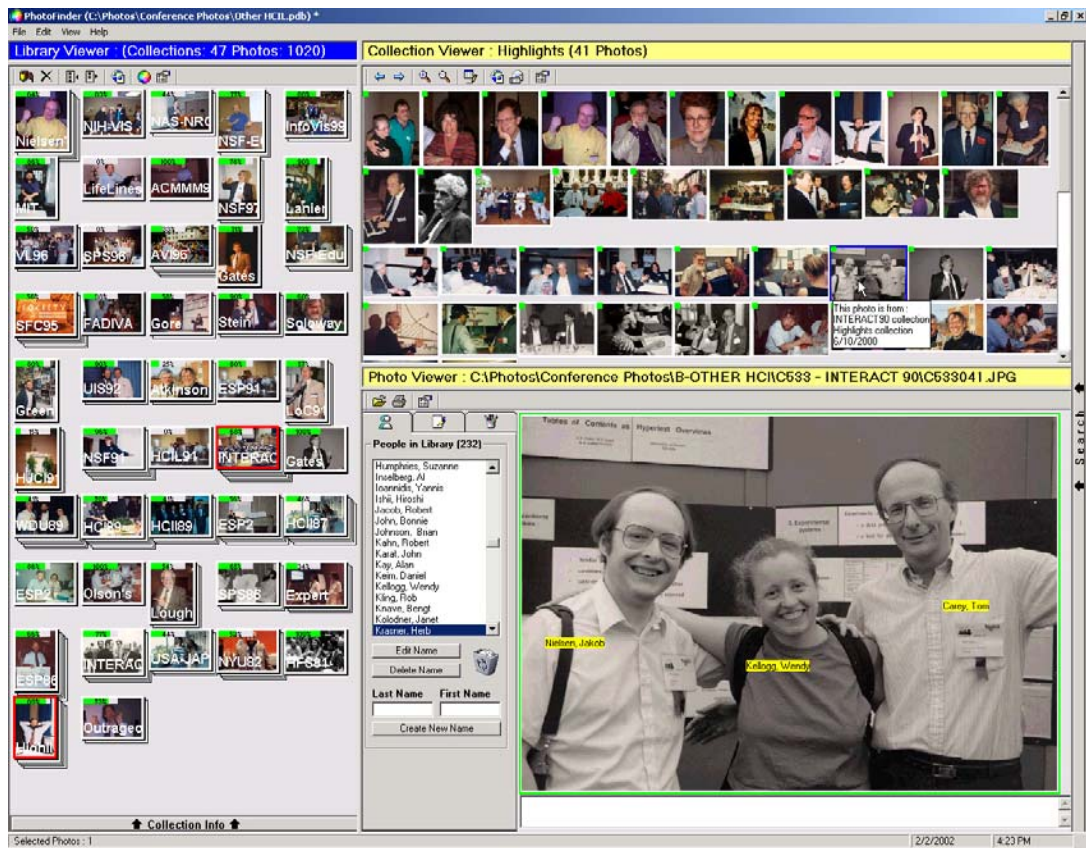 PhotoFinder (C:\Photos\Conference Photos\Other HCIL.pdb) *
File Edit View Help
Library Viewer : (Collections: 47 Photos: 1020)
Collection Viewer : Highlights (41 Photos)
Nielsen NIH-VIS NAS-NRC NSF-E InfoVis99
MIT LifeLines ACMMM9 NSF97 Lanier
VL96 SPS96 AVI96 Gates NSF-Edu
SFC95 FADIVA Gore Stein Soloway
Green UIS92 Atkinson ESP91 LoC91
HJCI9 NSF91 HCIL91 INTERAC Gates
WDU89 HCI89 HCII89 ESP2 HCII87
ESP2 Olson's Lough SPS86 Expert
ESP86 INTERAC USA-JAP NYU82 HFS81
Highli Outraged
Collection Info
Selected Photos : 1
This photo is from :
INTERACT90 collection
Highlights collection
6/10/2000
Photo Viewer : C:\Photos\Conference Photos\B-OTHER HCI\C533 - INTERACT 90\C533041.JPG
People in Library (232)
Humphries, Suzanne
Inselberg, Al
Ioannidis, Yannis
Ishii, Hiroshi
Jacob, Robert
John, Bonnie
Johnson, Brian
Kahn, Robert
Karat, John
Kay, Alan
Keim, Daniel
Kellogg, Wendy
Kling, Rob
Knave, Bengt
Kolodner, Janet
Krasner, Herb
Edit Name
Delete Name
Last Name First Name
Create New Name
Tables of Contents as Hypertext Overviews
Nielsen, Jakob
Kellogg, Wendy
Carey, Tom
Search
2/2/2002 4:23 PM